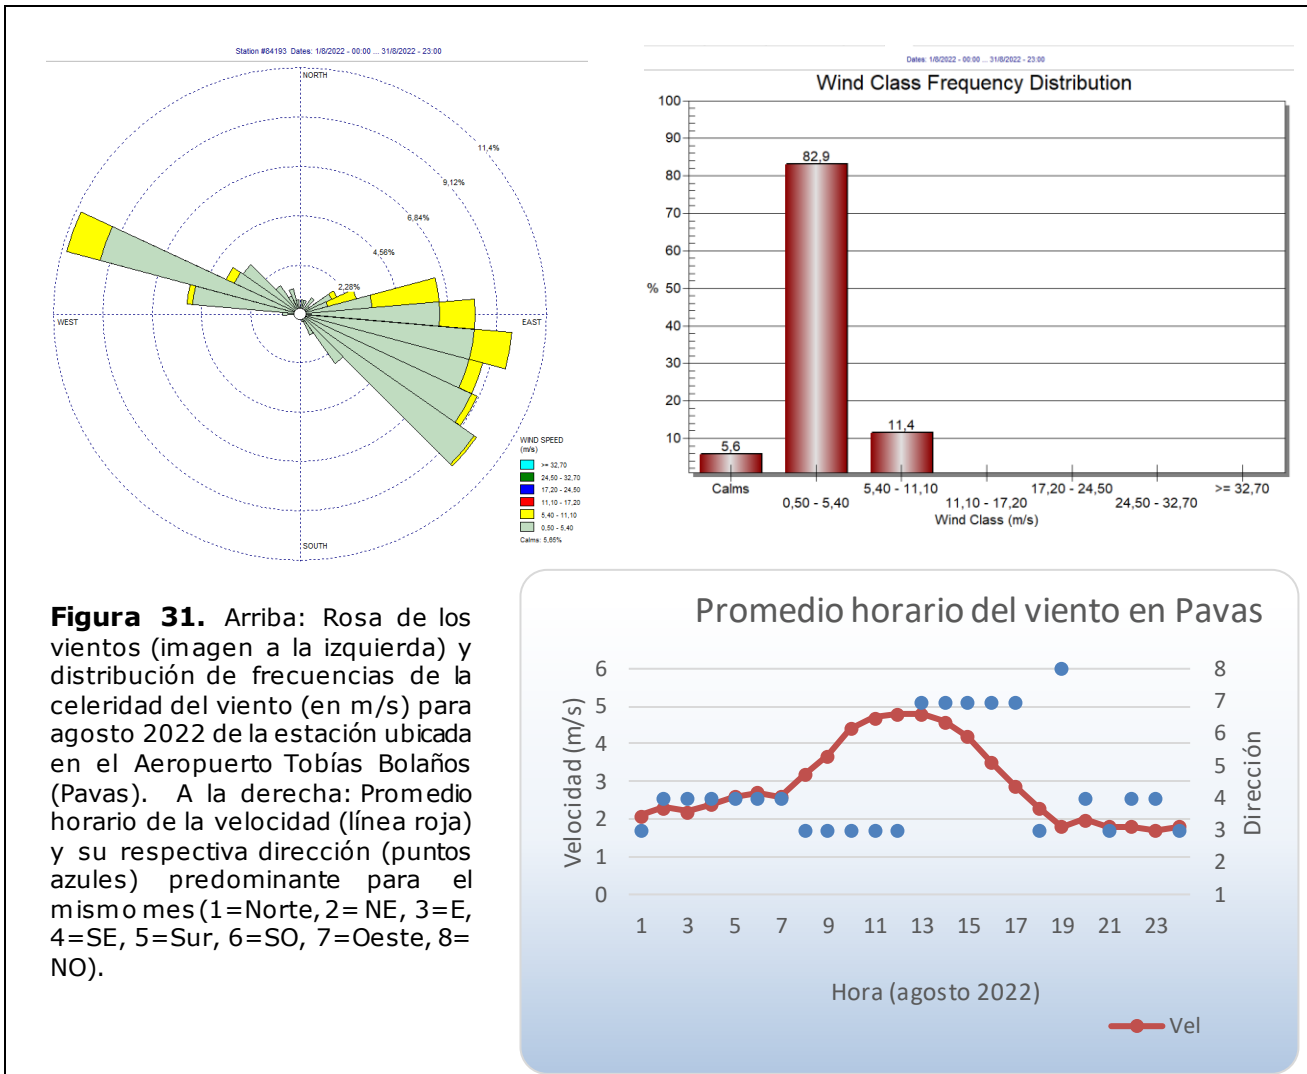 Station #84193 Dates: 1/8/2022 - 00:00 ... 31/8/2022 - 23:00
NORTH
11,4%
9,12%
6,84%
4,56%
2,28%
WEST
EAST
SOUTH
WIND SPEED
(m/s)
>= 32,70
24,50 - 32,70
17,20 - 24,50
11,10 - 17,20
5,40 - 11,10
0,50 - 5,40
Calms: 5,65%
Dates: 1/8/2022 - 00:00 ... 31/8/2022 - 23:00
Wind Class Frequency Distribution
100
90
80
70
60
% 50
40
30
20
10
5,6
82,9
11,4
Calms
0,50 - 5,40
5,40 - 11,10
11,10 - 17,20
17,20 - 24,50
24,50 - 32,70
>= 32,70
Wind Class (m/s)
Figura 31. Arriba: Rosa de los
vientos (imagen a la izquierda) y
distribución de frecuencias de la
celeridad del viento (en m/s) para
agosto 2022 de la estación ubicada
en el Aeropuerto Tobías Bolaños
(Pavas). A la derecha: Promedio
horario de la velocidad (línea roja)
y su respectiva dirección (puntos
azules) predominante para el
mismo mes (1=Norte, 2= NE, 3=E,
4=SE, 5=Sur, 6=SO, 7=Oeste, 8=
NO).
Promedio horario del viento en Pavas
Velocidad (m/s)
6
5
4
3
2
1
0
8
7
6
5
4
3
2
1
Dirección
1 3 5 7 9 11 13 15 17 19 21 23
Hora (agosto 2022)
Vel